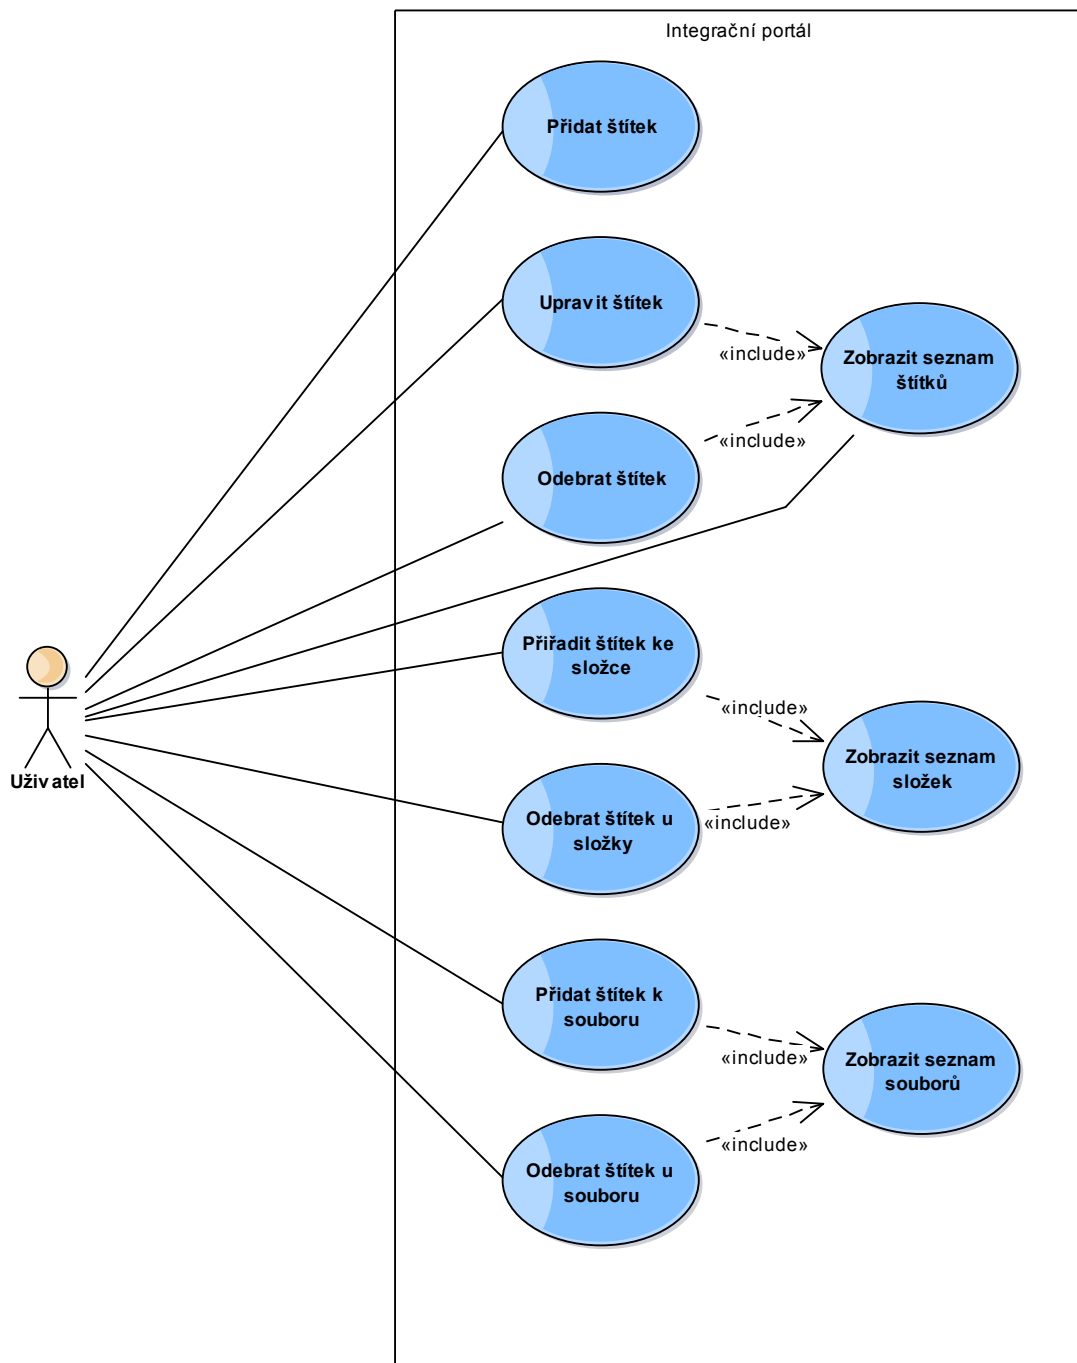 Integrační portál
Přidat štítek
Upravit štítek
«include»
Zobrazit seznam
štítků
«include»
Odebrat štítek
Přiřadit štítek ke
složce
«include»
Zobrazit seznam
složek
Uživatel
Odebrat štítek u
složky
«include»
Přidat štítek k
souboru
«include»
Zobrazit seznam
souborů
«include»
Odebrat štítek u
souboru